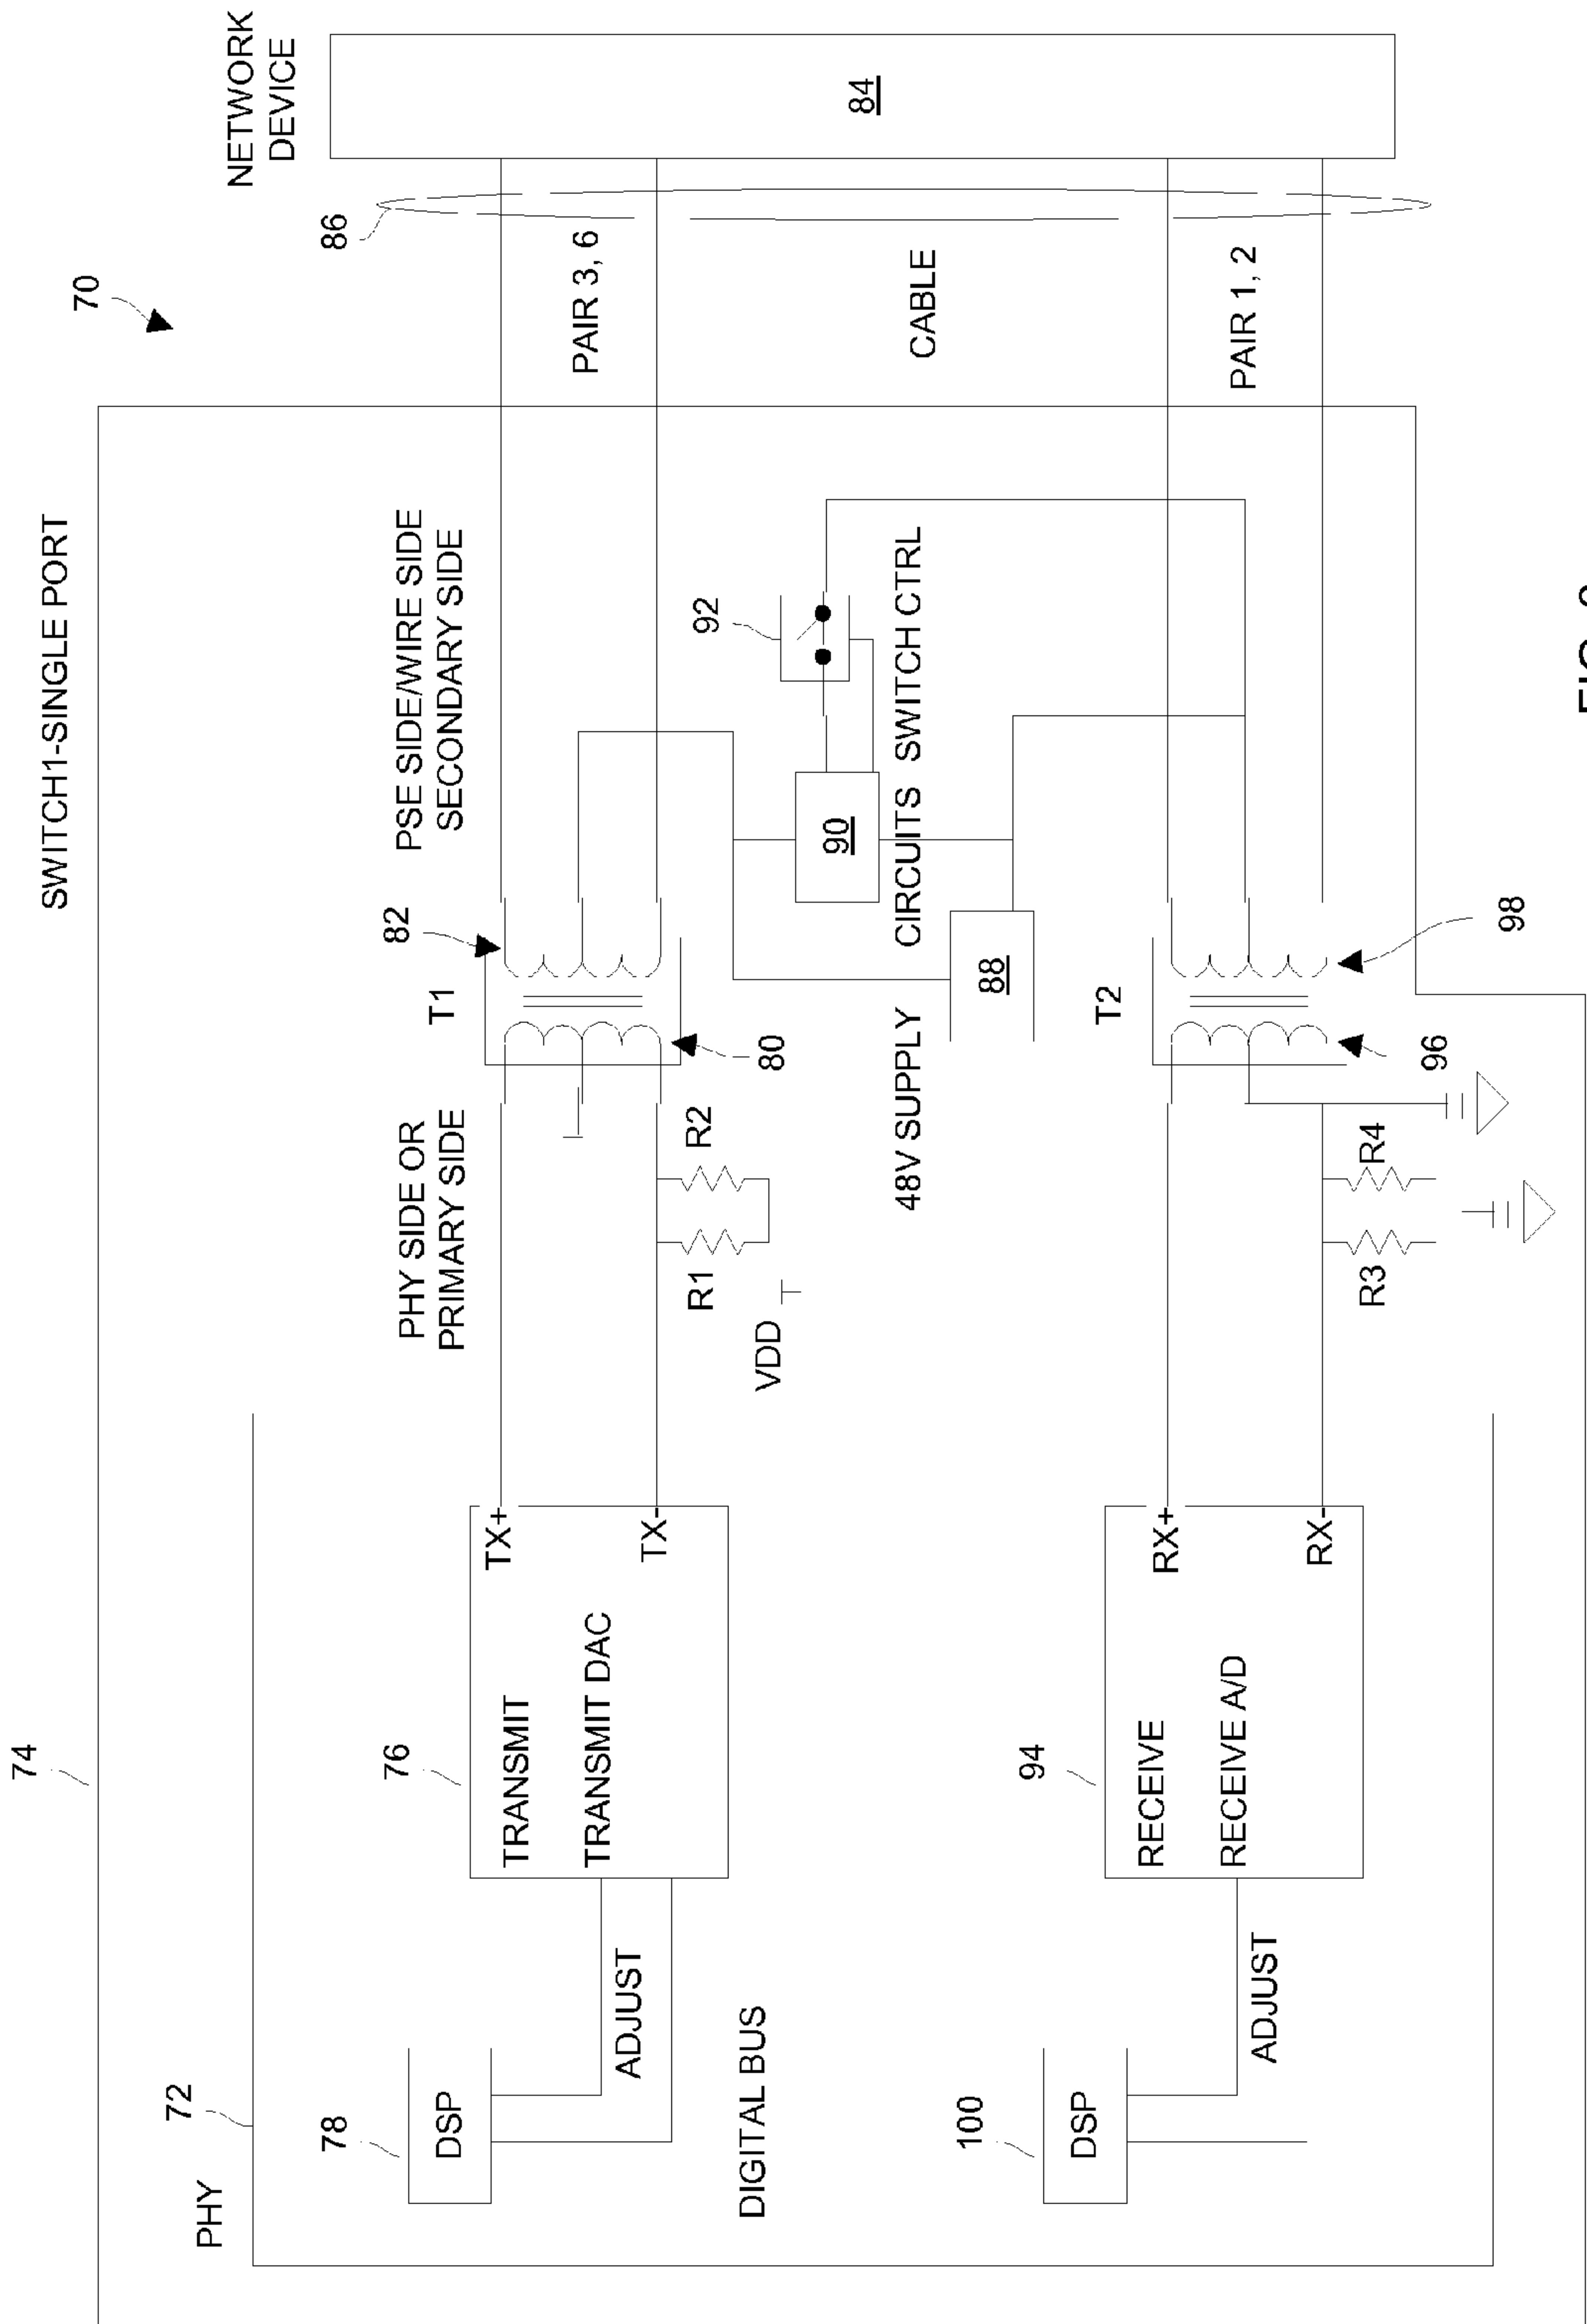 SWITCH1-SINGLE PORT
70
74
72
PHY
78
DSP
ADJUST
DIGITAL BUS
76
TRANSMIT
TRANSMIT DAC
TX+
TX-
PHY SIDE OR
PRIMARY SIDE
R1
R2
VDD
T1
80
82
PSE SIDE/WIRE SIDE
SECONDARY SIDE
PAIR 3, 6
86
NETWORK
DEVICE
84
CABLE
92
90
48V SUPPLY
CIRCUITS
SWITCH CTRL
88
100
DSP
ADJUST
94
RECEIVE
RECEIVE A/D
RX+
RX-
R3
R4
T2
96
98
PAIR 1, 2